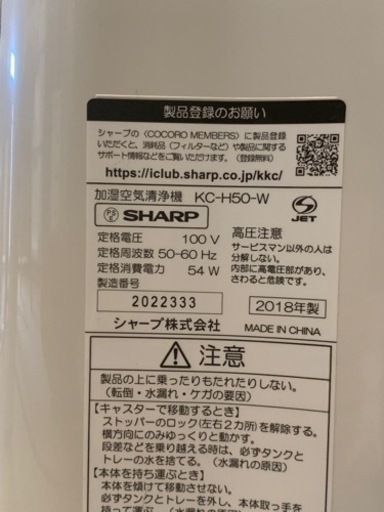 製品登録のお願い
シャープの〈COCORO MEMBERS〉に製品登録
いただくと、消耗品(フィルターなど)や製品に関する
サポート情報などをご覧いただけます。(日本国内のみ)
https://iclub.sharp.co.jp/kkc/
加湿空気清浄機 KC-H50-W
PSE SHARP
JET
定格電圧 100 V
定格周波数 50-60 Hz
定格消費電力 54 W
製造番号
2022333
シャープ株式会社
高圧注意
サービスマン以外の人は
分解しない。
内部に高電圧部があり、
さわると危険です。
2018年製
MADE IN CHINA
注意
製品の上に乗ったりもたれたりしない。
(転倒・水漏れ・ケガの要因)
【キャスターで移動するとき】
ストッパーのロック(左右2カ所)を解除する。
横方向にのみゆっくりと動かす。
段差などを乗り越える時は、必ずタンクと
トレーの水を捨てる。(水漏れの原因)
【本体を持ち運ぶとき】
本体を傾けて移動させない。
必ずタンクとトレーを外し、本体取っ手を